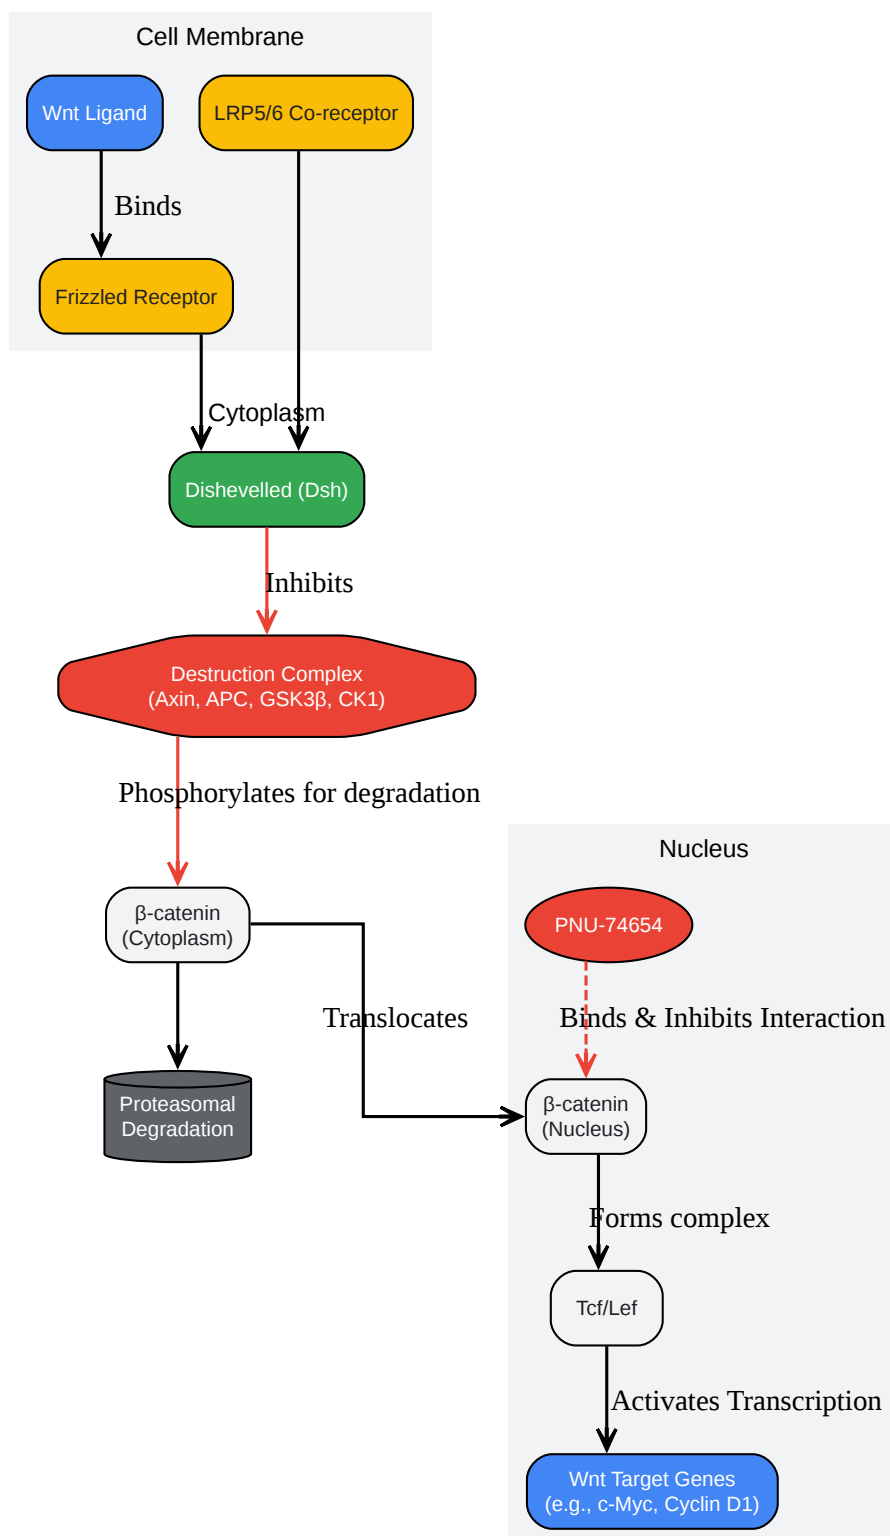 Cell Membrane
Wnt Ligand
LRP5/6 Co-receptor
Binds
Frizzled Receptor
Cytoplasm
Dishevelled (Dsh)
Inhibits
Destruction Complex
(Axin, APC, GSK3β, CK1)
Phosphorylates for degradation
β-catenin
(Cytoplasm)
Translocates
Proteasomal
Degradation
Nucleus
PNU-74654
Binds & Inhibits Interaction
β-catenin
(Nucleus)
Forms complex
Tcf/Lef
Activates Transcription
Wnt Target Genes
(e.g., c-Myc, Cyclin D1)